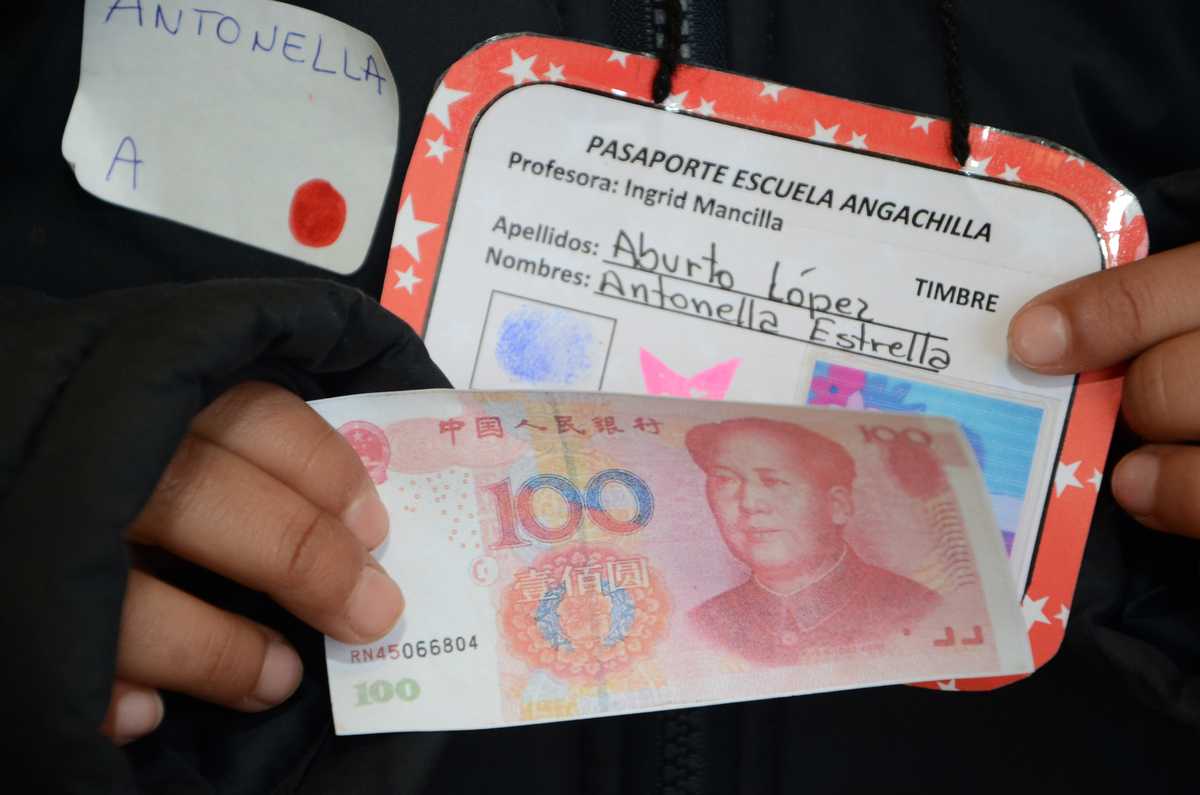 ANTONELLA
A
PASAPORTE ESCUELA ANGACHILLA
Profesora: Ingrid Mancilla
Apellidos: Aburto López
Nombres: Antonella Estrella
TIMBRE
中国人民銀行
100
100
壹佰圆
RN45066804
100